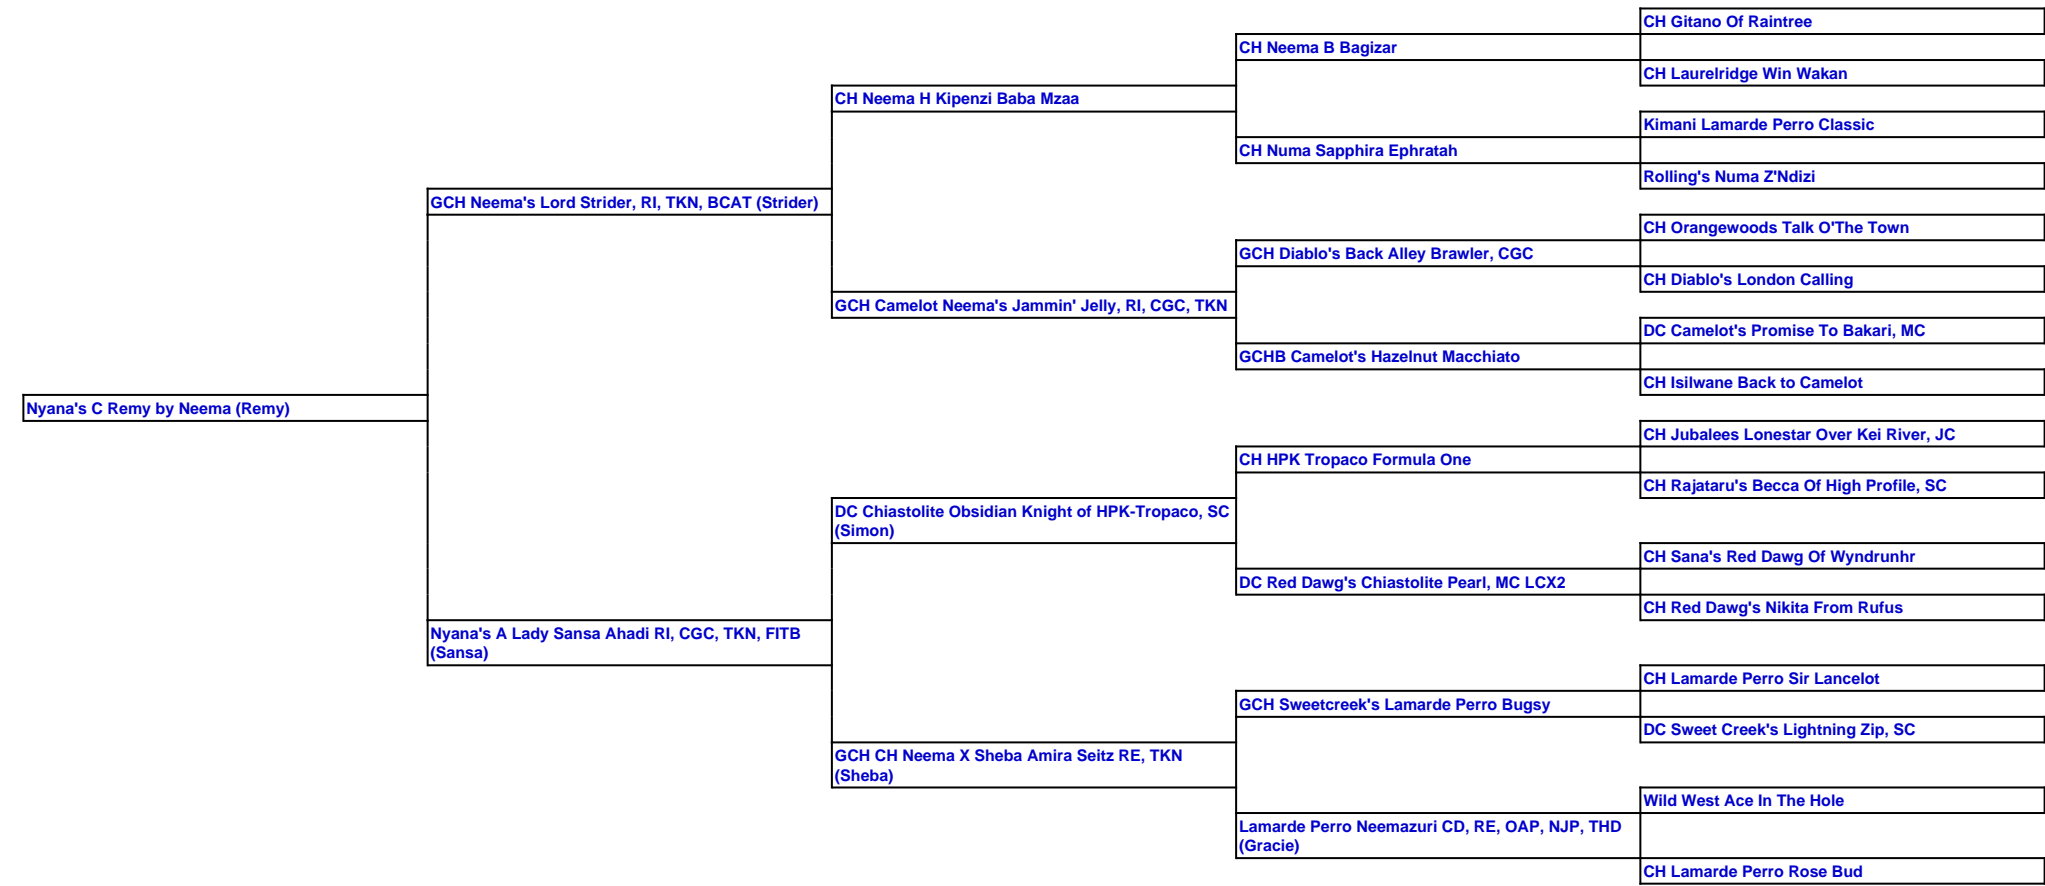 CH Gitano Of Raintree
CH Neema B Bagizar
CH Laurelridge Win Wakan
CH Neema H Kipenzi Baba Mzaa
Kimani Lamarde Perro Classic
CH Numa Sapphira Ephratah
Rolling's Numa Z'Ndizi
GCH Neema's Lord Strider, RI, TKN, BCAT (Strider)
CH Orangewoods Talk O'The Town
GCH Diablo's Back Alley Brawler, CGC
CH Diablo's London Calling
GCH Camelot Neema's Jammin' Jelly, RI, CGC, TKN
DC Camelot's Promise To Bakari, MC
GCHB Camelot's Hazelnut Macchiato
CH Isilwane Back to Camelot
Nyana's C Remy by Neema (Remy)
CH Jubalees Lonestar Over Kei River, JC
CH HPK Tropaco Formula One
CH Rajataru's Becca Of High Profile, SC
DC Chiastolite Obsidian Knight of HPK-Tropaco, SC
(Simon)
CH Sana's Red Dawg Of Wyndrunhr
DC Red Dawg's Chiastolite Pearl, MC LCX2
CH Red Dawg's Nikita From Rufus
Nyana's A Lady Sansa Ahadi RI, CGC, TKN, FITB
(Sansa)
CH Lamarde Perro Sir Lancelot
GCH Sweetcreek's Lamarde Perro Bugsy
DC Sweet Creek's Lightning Zip, SC
GCH CH Neema X Sheba Amira Seitz RE, TKN
(Sheba)
Wild West Ace In The Hole
Lamarde Perro Neemazuri CD, RE, OAP, NJP, THD
(Gracie)
CH Lamarde Perro Rose Bud